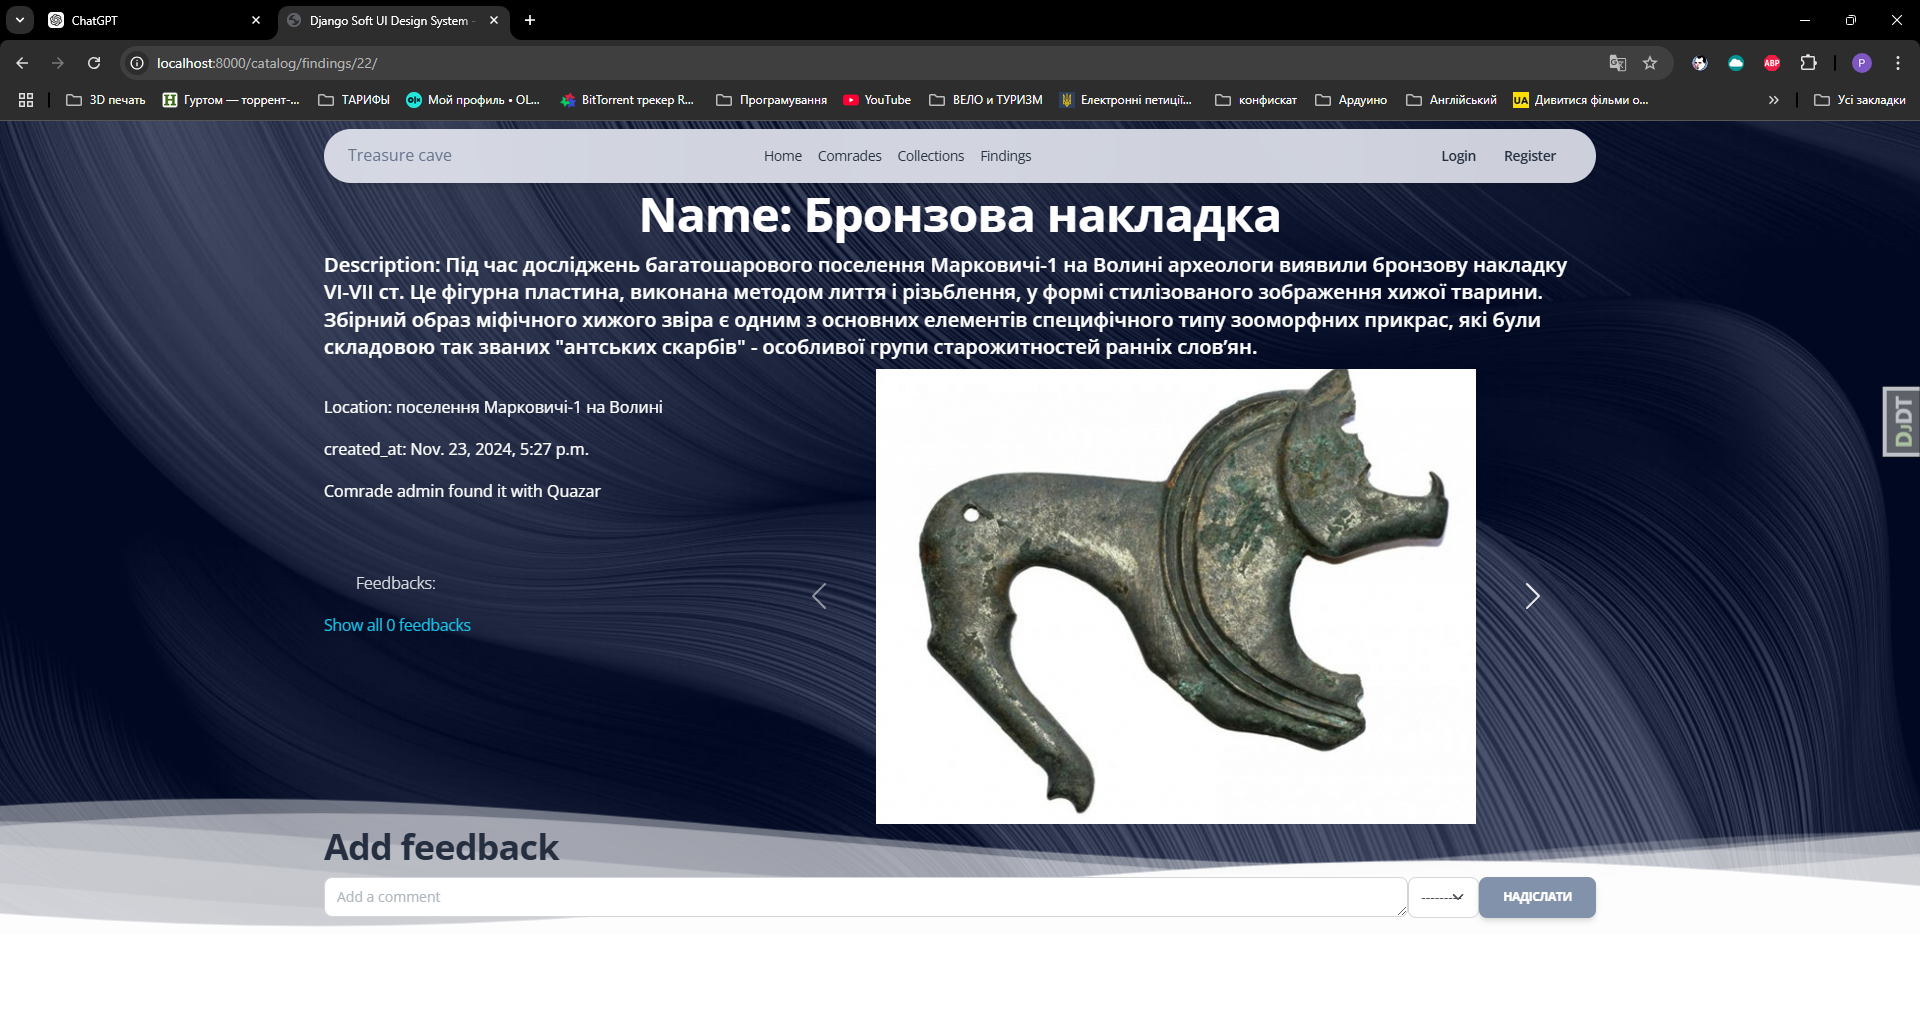 ChatGPT
Django Soft UI Design System -
localhost:8000/catalog/findings/22/
3D печать
Гуртом — торрент-...
ТАРИФЫ
Мой профиль • OL...
BitTorrent трекер R...
Програмування
YouTube
ВЕЛО и ТУРИЗМ
Електронні петиції...
конфискат
Ардуино
Англійський
Дивитися фільми о...
Усі закладки
ABP
P
UA
Treasure cave
Home Comrades Collections Findings
Login Register
Name: Бронзова накладка
Description: Під час досліджень багатошарового поселення Марковичі-1 на Волині археологи виявили бронзову накладку
VI-VII ст. Це фігурна пластина, виконана методом лиття і різьблення, у формі стилізованого зображення хижої тварини.
Збірний образ міфічного хижого звіра є одним з основних елементів специфічного типу зооморфних прикрас, які були
складовою так званих "антських скарбів" - особливої групи старожитностей ранніх слов’ян.
Location: поселення Марковичі-1 на Волині
created_at: Nov. 23, 2024, 5:27 p.m.
Comrade admin found it with Quazar
Feedbacks:
Show all 0 feedbacks
DJDT
Add feedback
Add a comment
---------
НАДІСЛАТИ